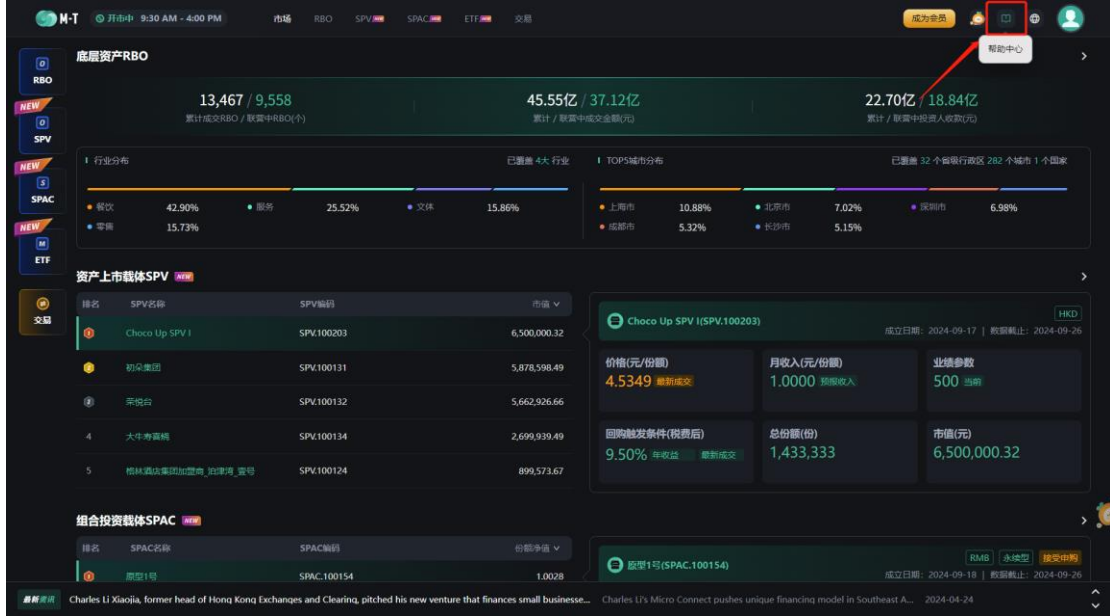 M-T 开市中 9:30 AM - 4:00 PM 市场 RBO SPV NEW SPAC NEW ETF NEW 交易 成为会员
帮助中心
RBO
NEW
SPV
NEW
SPAC
NEW
ETF
交易
底层资产RBO
13,467 / 9,558 45.55亿 / 37.12亿 22.70亿 / 18.84亿
累计成交RBO / 联营中RBO(个) 累计 / 联营中成交金额(元) 累计 / 联营中投资人收款(元)
行业分布 已覆盖 4大 行业 TOP5城市分布 已覆盖 32 个省级行政区 282 个城市 1 个国家
餐饮 42.90% 服务 25.52% 文体 15.86% 上海市 10.88% 北京市 7.02% 深圳市 6.98%
零售 15.73% 成都市 5.32% 长沙市 5.15%
资产上市载体SPV NEW
排名 SPV名称 SPV编码 市值
1 Choco Up SPV I SPV.100203 6,500,000.32
2 初朵集团 SPV.100131 5,878,598.49
3 荣悦台 SPV.100132 5,662,926.66
4 大牛寿喜锅 SPV.100134 2,699,939.49
5 格林酒店集团加盟商_泊津湾_壹号 SPV.100124 899,573.67
Choco Up SPV I(SPV.100203) HKD
成立日期: 2024-09-17 | 数据截止: 2024-09-26
价格(元/份额) 月收入(元/份额) 业绩参数
4.5349 最新成交 1.0000 预报收入 500 当前
回购触发条件(税费后) 总份额(份) 市值(元)
9.50% 年收益 最新成交 1,433,333 6,500,000.32
组合投资载体SPAC NEW
排名 SPAC名称 SPAC编码 份额净值
1 原型1号 SPAC.100154 1.0028
原型1号(SPAC.100154) RMB 永续型 接受申购
成立日期: 2024-09-18 | 数据截止: 2024-09-26
最新资讯 Charles Li Xiaojia, former head of Hong Kong Exchanges and Clearing, pitched his new venture that finances small businesse... Charles Li's Micro Connect pushes unique financing model in Southeast A... 2024-04-24